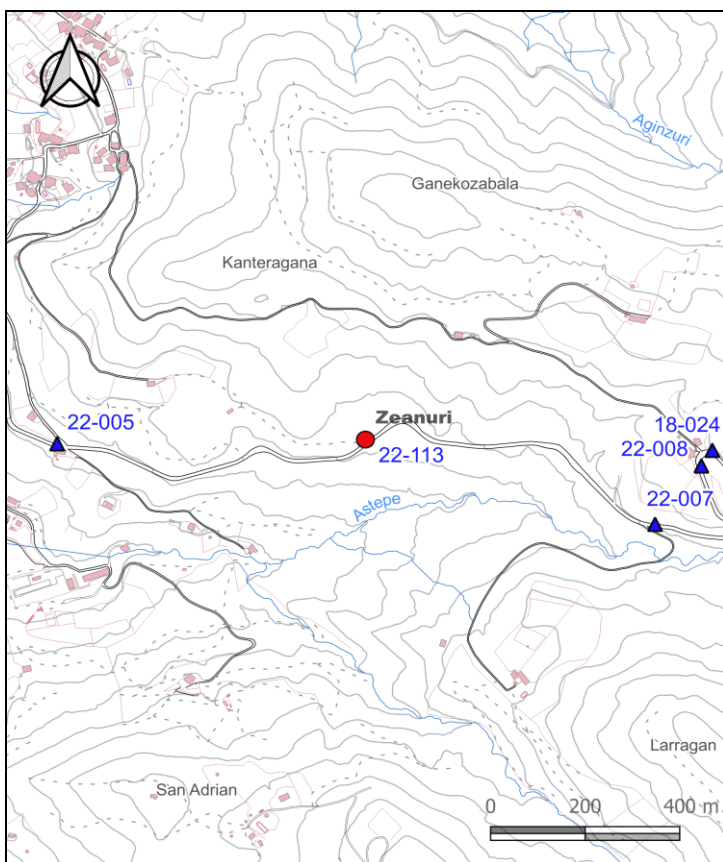 Aginzuri
Ganekozabala
Kanteragana
Zeanuri
22-005
22-113
18-024
22-008
22-007
Astepe
Larragan
San Adrian
0 200 400 m